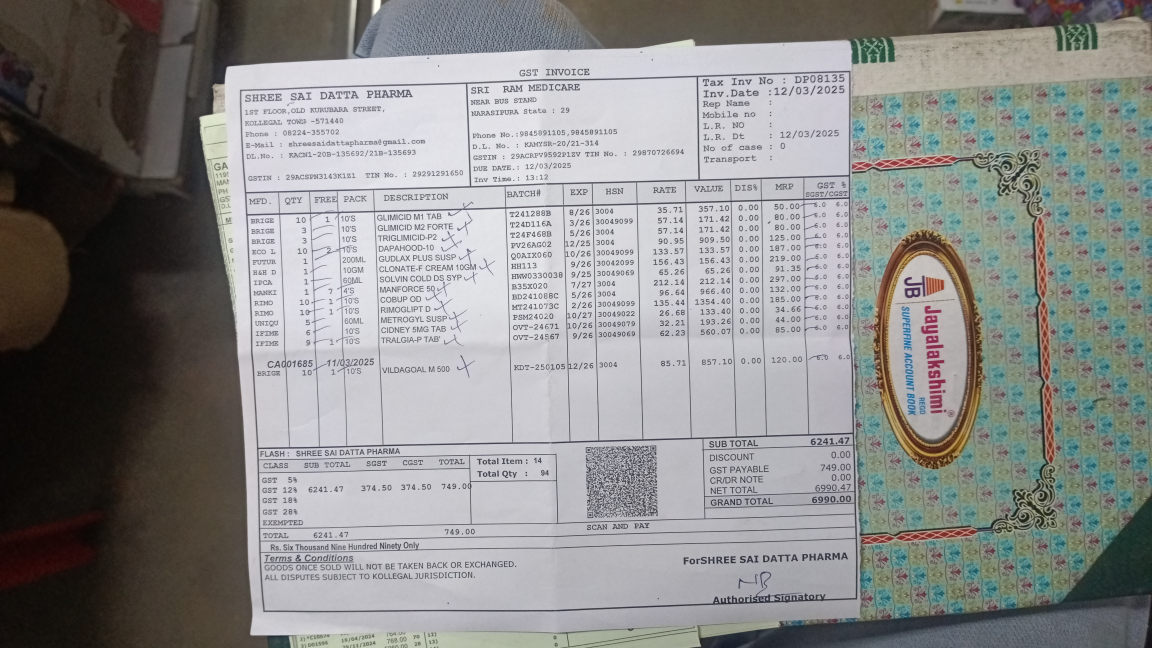 GST INVOICE
SHREE SAI DATTA PHARMA
1ST FLOOR,OLD KURUBARA STREET,
KOLLEGAL TOWN -571440
Phone : 08224-355702
E-Mail : shreesaidattapharma@gmail.com
DL.No. : KACN1-20B-135692/21B-135693
GSTIN : 29ACSPN3143K1Z1 TIN No. : 29291291650
SRI RAM MEDICARE
NEAR BUS STAND
NARASIPURA State : 29
Phone No.:9845891105,9845891105
D.L. No. : KAMYSR-20/21-314
GSTIN : 29ACRPV9592P1ZV TIN No. : 29870726694
DUE DATE.: 12/03/2025
Inv Time.: 13:12
Tax Inv No : DP08135
Inv.Date :12/03/2025
Rep Name :
Mobile no :
L.R. NO :
L.R. Dt : 12/03/2025
No of case : 0
Transport :
MFD. QTY FREE PACK DESCRIPTION BATCH# EXP HSN RATE VALUE DIS% MRP GST % SGST/CGST
BRIGE 10 1 10'S GLIMICID M1 TAB T241288B 8/26 3004 35.71 357.10 0.00 50.00 6.0 6.0
BRIGE 3 10'S GLIMICID M2 FORTE T24D116A 3/26 30049099 57.14 171.42 0.00 80.00 6.0 6.0
BRIGE 3 10'S TRIGLIMICID-P2 T24F468B 5/26 3004 57.14 171.42 0.00 80.00 6.0 6.0
ECO L 10 2 10'S DAPAHOOD-10 PV26AG02 12/25 3004 90.95 909.50 0.00 125.00 6.0 6.0
FUTUR 1 200ML GUDLAX PLUS SUSP Q0AIX060 10/26 30049099 133.57 133.57 0.00 187.00 6.0 6.0
H&H D 1 10GM CLONATE-F CREAM 10GM HH113 9/26 30042099 156.43 156.43 0.00 219.00 6.0 6.0
IPCA 1 60ML SOLVIN COLD DS SYP HWW0330038 9/25 30049069 65.26 65.26 0.00 91.35 6.0 6.0
MANKI 1 7 4'S MANFORCE 50 B35X020 7/27 3004 212.14 212.14 0.00 297.00 6.0 6.0
RIMO 10 1 10'S COBUP OD BD241088C 5/26 3004 96.64 966.40 0.00 132.00 6.0 6.0
RIMO 10 1 10'S RIMOGLIPT D MT241073C 2/26 30049099 135.44 1354.40 0.00 185.00 6.0 6.0
UNIQU 5 60ML METROGYL SUSP PSM24020 10/27 30049022 26.68 133.40 0.00 34.66 6.0 6.0
IFIME 6 10'S CIDNEY 5MG TAB OVT-24671 10/26 30049079 32.21 193.26 0.00 44.00 6.0 6.0
IFIME 9 1 10'S TRALGIA-P TAB OVT-24567 9/26 30049069 62.23 560.07 0.00 85.00 6.0 6.0
CA001685 11/03/2025
BRIGE 10 1 10'S VILDAGOAL M 500 KDT-250105 12/26 3004 85.71 857.10 0.00 120.00 6.0 6.0
FLASH : SHREE SAI DATTA PHARMA
CLASS SUB TOTAL SGST CGST TOTAL
GST 5%
GST 12% 6241.47 374.50 374.50 749.00
GST 18%
GST 28%
EXEMPTED
TOTAL 6241.47 749.00
Total Item : 14
Total Qty : 94
SCAN AND PAY
SUB TOTAL 6241.47
DISCOUNT 0.00
GST PAYABLE 749.00
CR/DR NOTE 0.00
NET TOTAL 6990.47
GRAND TOTAL 6990.00
Rs. Six Thousand Nine Hundred Ninety Only
Terms & Conditions
GOODS ONCE SOLD WILL NOT BE TAKEN BACK OR EXCHANGED.
ALL DISPUTES SUBJECT TO KOLLEGAL JURISDICTION.
ForSHREE SAI DATTA PHARMA
NB
Authorised Signatory
JB
Jayalakshmi
REGD
SUPERFINE ACCOUNT BOOK